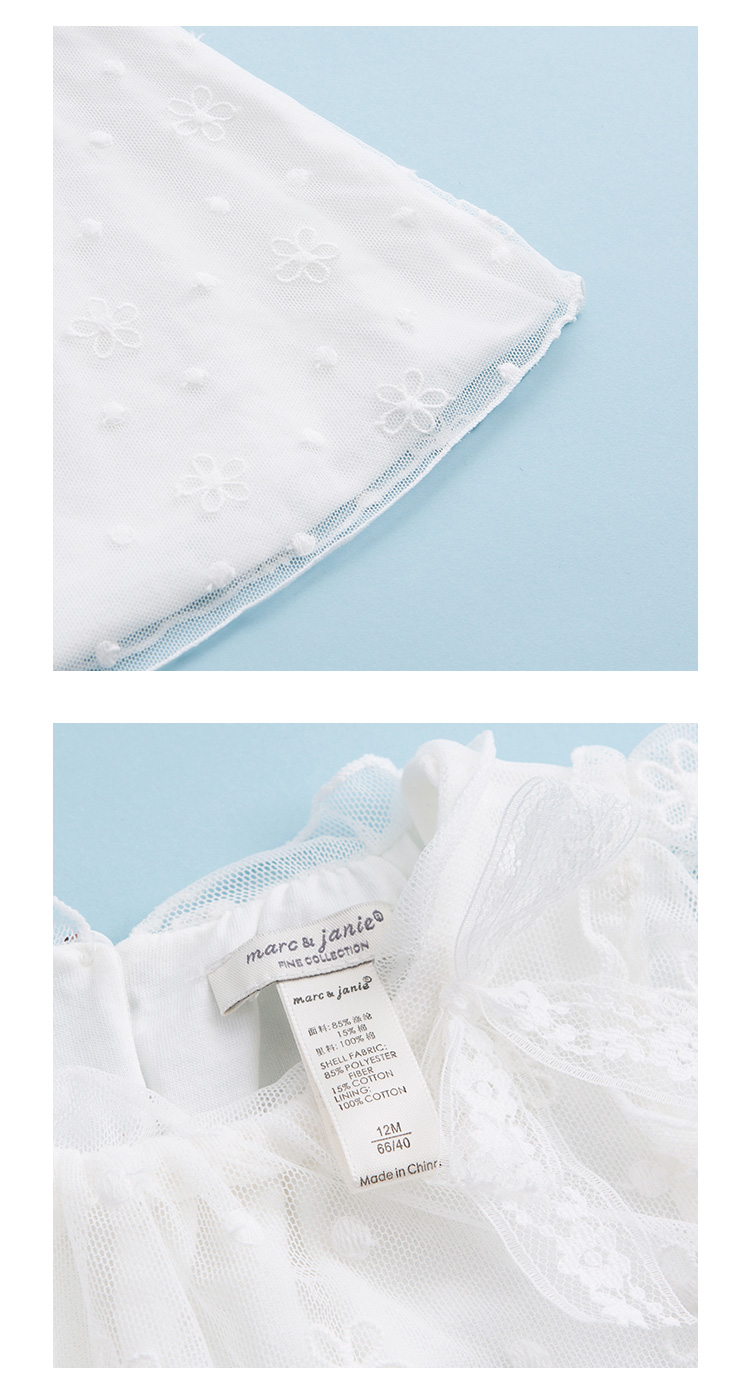 marc & janie®
FINE COLLECTION
marc & janie®
面料: 85% 涤纶
15% 棉
里料: 100% 棉
SHELL FABRIC:
85% POLYESTER
FIBER
15% COTTON
LINING:
100% COTTON
12M
66/40
Made in China